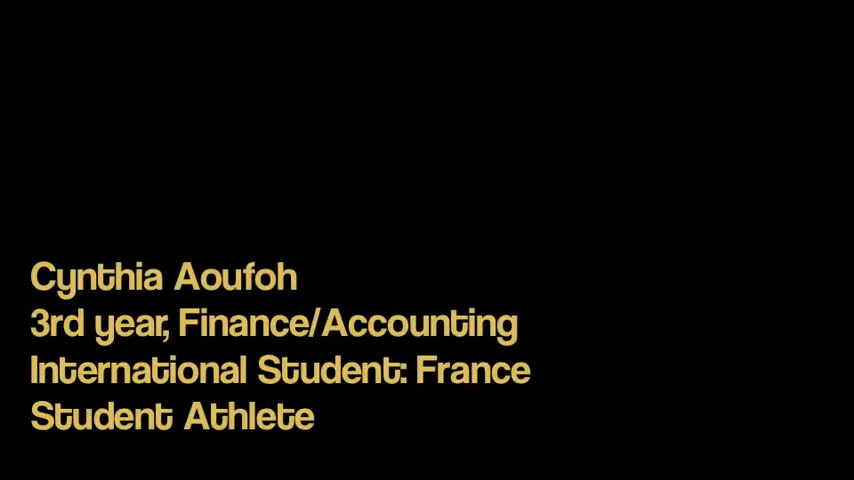 Cynthia Aoufoh
3rd year, Finance/Accounting
International Student: France
Student Athlete